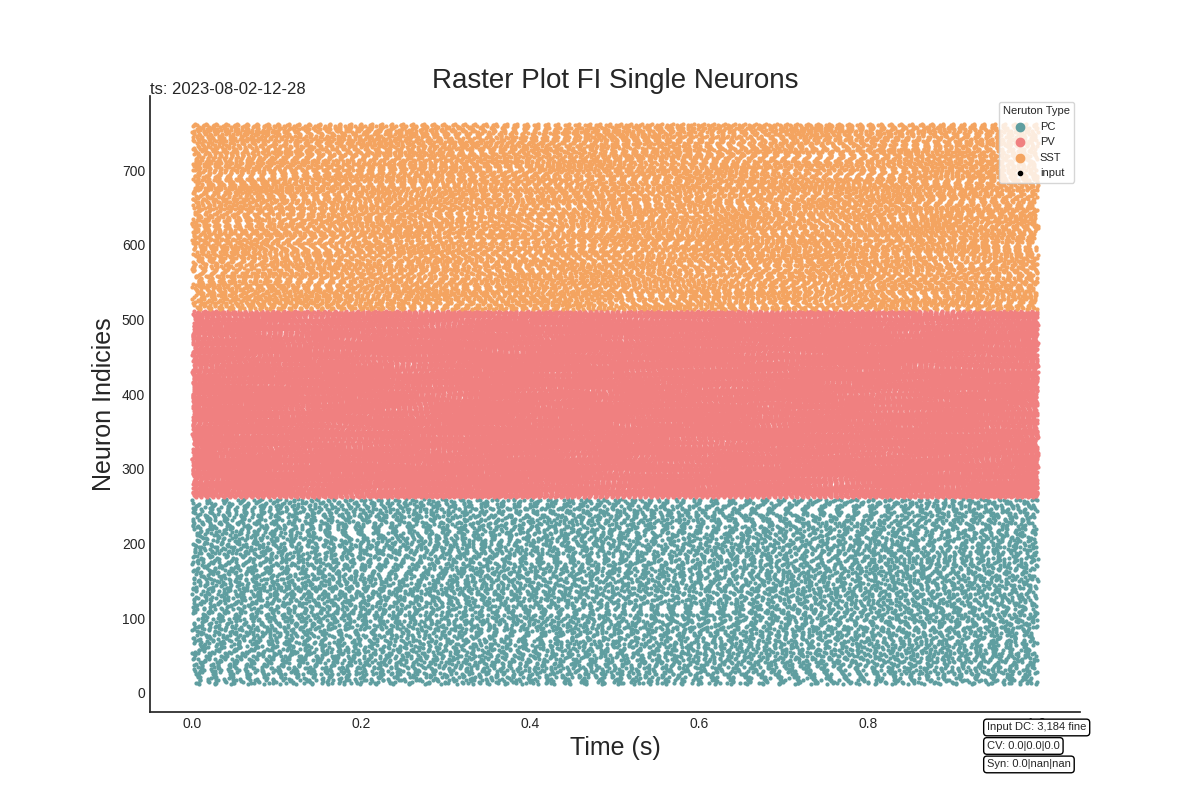 Raster Plot FI Single Neurons
ts: 2023-08-02-12-28
Neruton Type
PC
PV
SST
input
Neuron Indicies
700
600
500
400
300
200
100
0
0.0
0.2
0.4
0.6
0.8
Time (s)
Input DC: 3,184 fine
CV: 0.0|0.0|0.0
Syn: 0.0|nan|nan